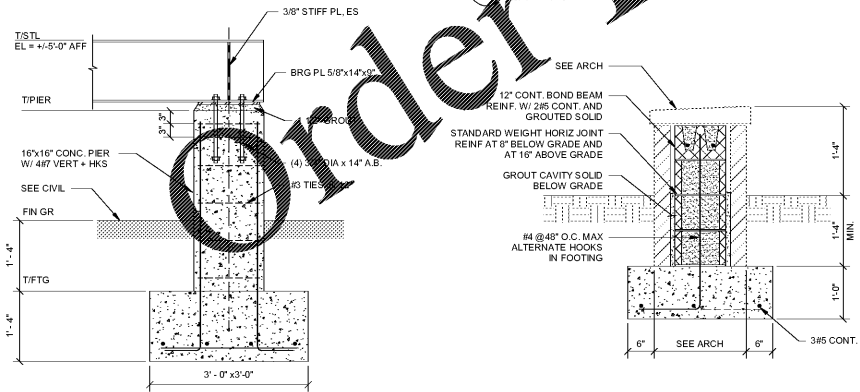 3/8" STIFF PL, ES
T/STL
EL = +/-5'-0" AFF
BRG PL 5/8"x14"x9"
T/PIER
3"
3"
GROUT
16"x16" CONC. PIER
W/ 4#7 VERT + HKS
(4) 3/4" DIA x 14" A.B.
#3 TIES
SEE CIVIL
FIN GR
1' - 4"
T/FTG
1' - 4"
3' - 0" x3'-0"
Order
SEE ARCH
12" CONT. BOND BEAM
REINF. W/ 2#5 CONT. AND
GROUTED SOLID
STANDARD WEIGHT HORIZ JOINT
REINF AT 8" BELOW GRADE AND
AT 16" ABOVE GRADE
GROUT CAVITY SOLID
BELOW GRADE
#4 @48" O.C. MAX
ALTERNATE HOOKS
IN FOOTING
1'-4"
1'-4"
MIN.
1'-0"
3#5 CONT.
6"
SEE ARCH
6"